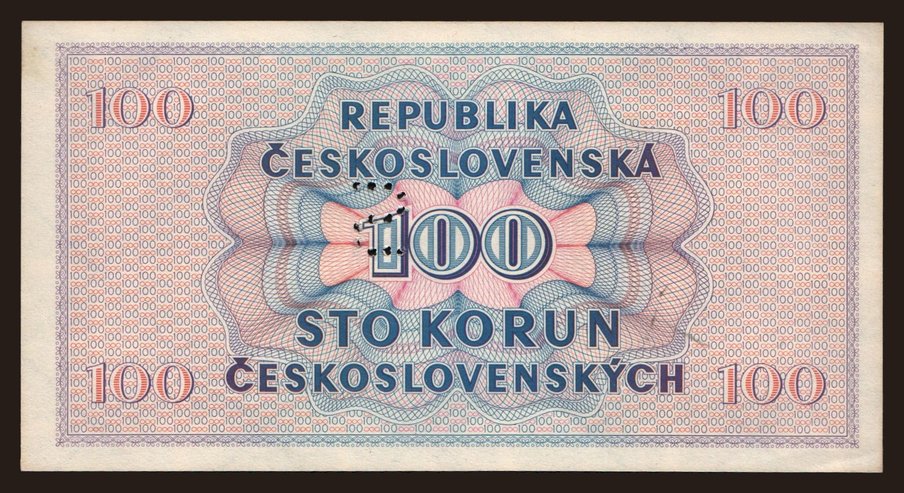 100 100
REPUBLIKA
ČESKOSLOVENSKÁ
100
STO KORUN
ČESKOSLOVENSKÝCH
100 100